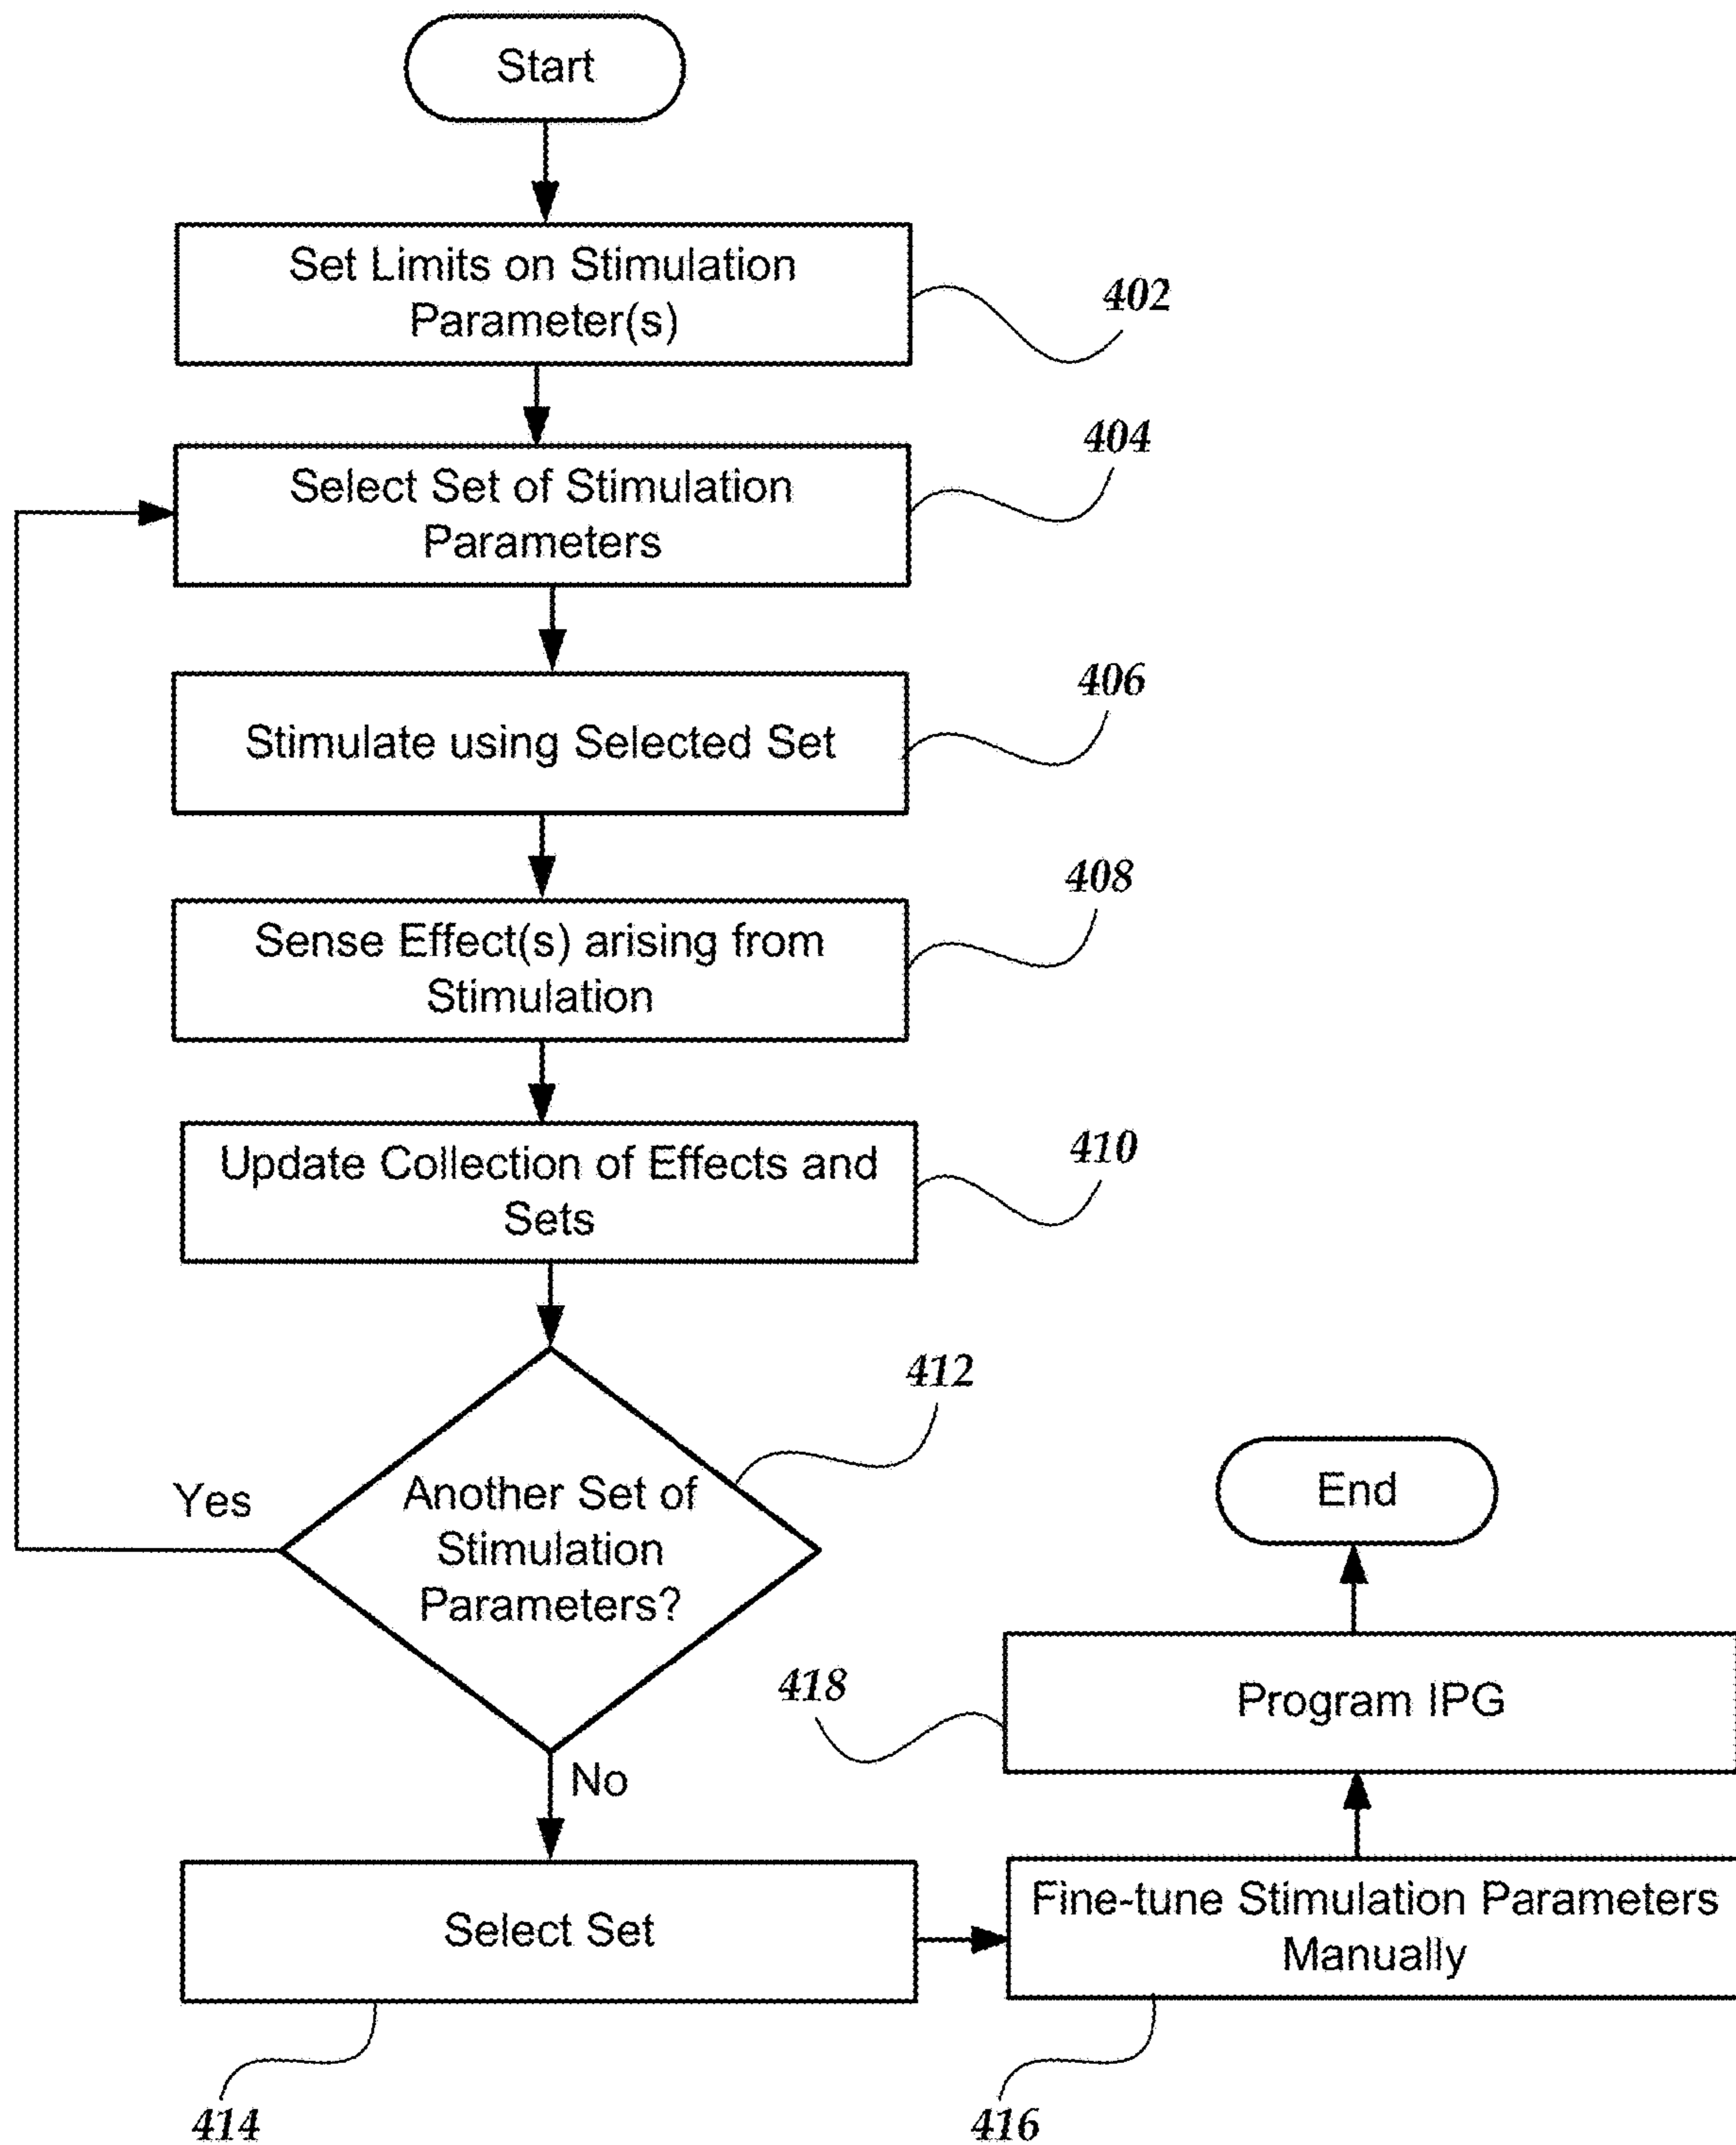 Start
Set Limits on Stimulation
Parameter(s)
402
Select Set of Stimulation
Parameters
404
Stimulate using Selected Set
406
Sense Effect(s) arising from
Stimulation
408
Update Collection of Effects and
Sets
410
Another Set of
Stimulation
Parameters?
412
Yes
No
Select Set
414
Fine-tune Stimulation Parameters
Manually
416
Program IPG
418
End